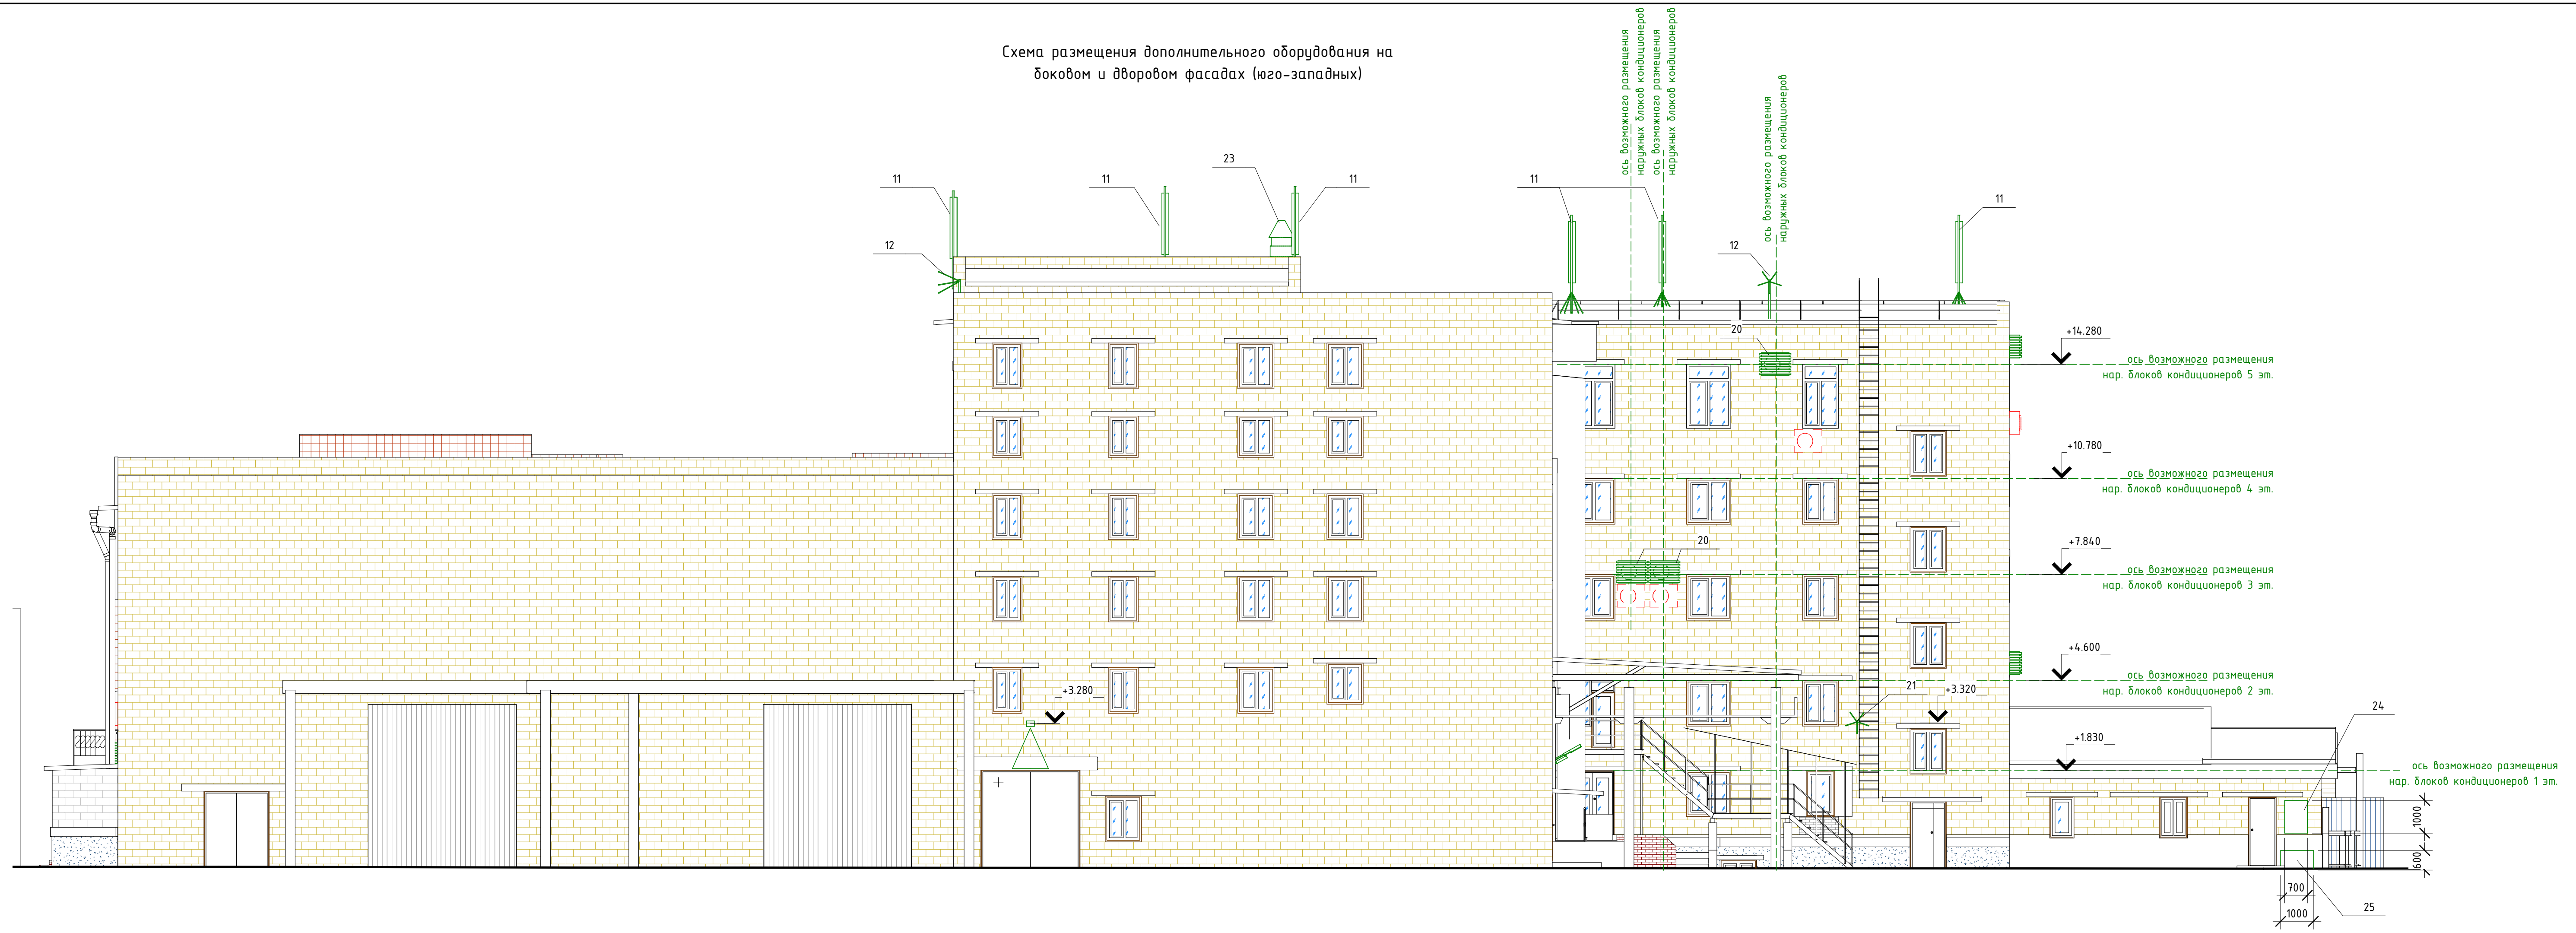 Схема размещения дополнительного оборудования на
боковом и дворовом фасадах (юго-западных)
ось возможного размещения
наружных блоков кондиционеров
ось возможного размещения
наружных блоков кондиционеров
ось возможного размещения
наружных блоков кондиционеров
23
11
11
11
11
11
12
12
20
+14.280
ось возможного размещения
нар. блоков кондиционеров 5 эт.
+10.780
ось возможного размещения
нар. блоков кондиционеров 4 эт.
20
+7.840
ось возможного размещения
нар. блоков кондиционеров 3 эт.
+4.600
ось возможного размещения
нар. блоков кондиционеров 2 эт.
+3.280
21
+3.320
24
+1.830
ось возможного размещения
нар. блоков кондиционеров 1 эт.
1000
600
700
1000
25